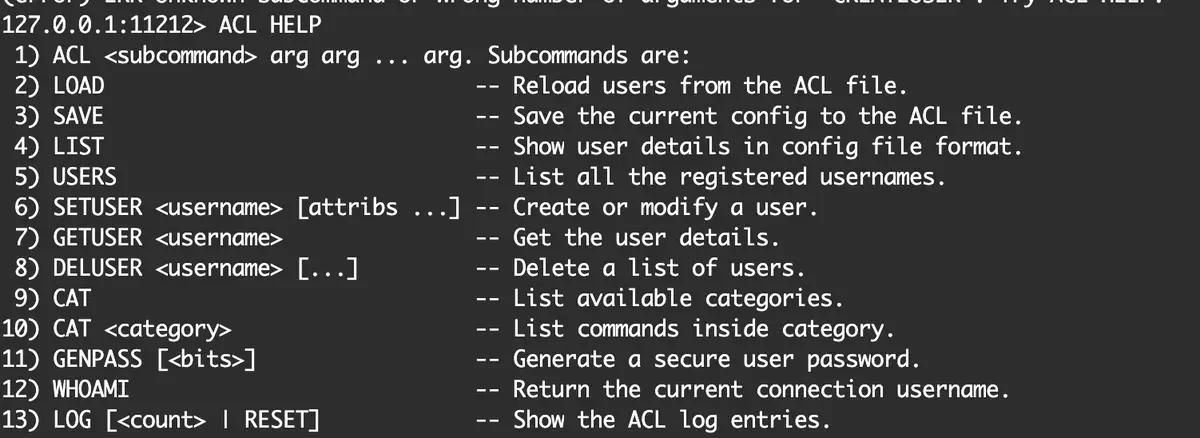 127.0.0.1:11212> ACL HELP
 1) ACL <subcommand> arg arg ... arg. Subcommands are:
 2) LOAD                             -- Reload users from the ACL file.
 3) SAVE                             -- Save the current config to the ACL file.
 4) LIST                             -- Show user details in config file format.
 5) USERS                            -- List all the registered usernames.
 6) SETUSER <username> [attribs ...] -- Create or modify a user.
 7) GETUSER <username>               -- Get the user details.
 8) DELUSER <username> [...]         -- Delete a list of users.
 9) CAT                              -- List available categories.
10) CAT <category>                   -- List commands inside category.
11) GENPASS [<bits>]                 -- Generate a secure user password.
12) WHOAMI                           -- Return the current connection username.
13) LOG [<count> | RESET]            -- Show the ACL log entries.